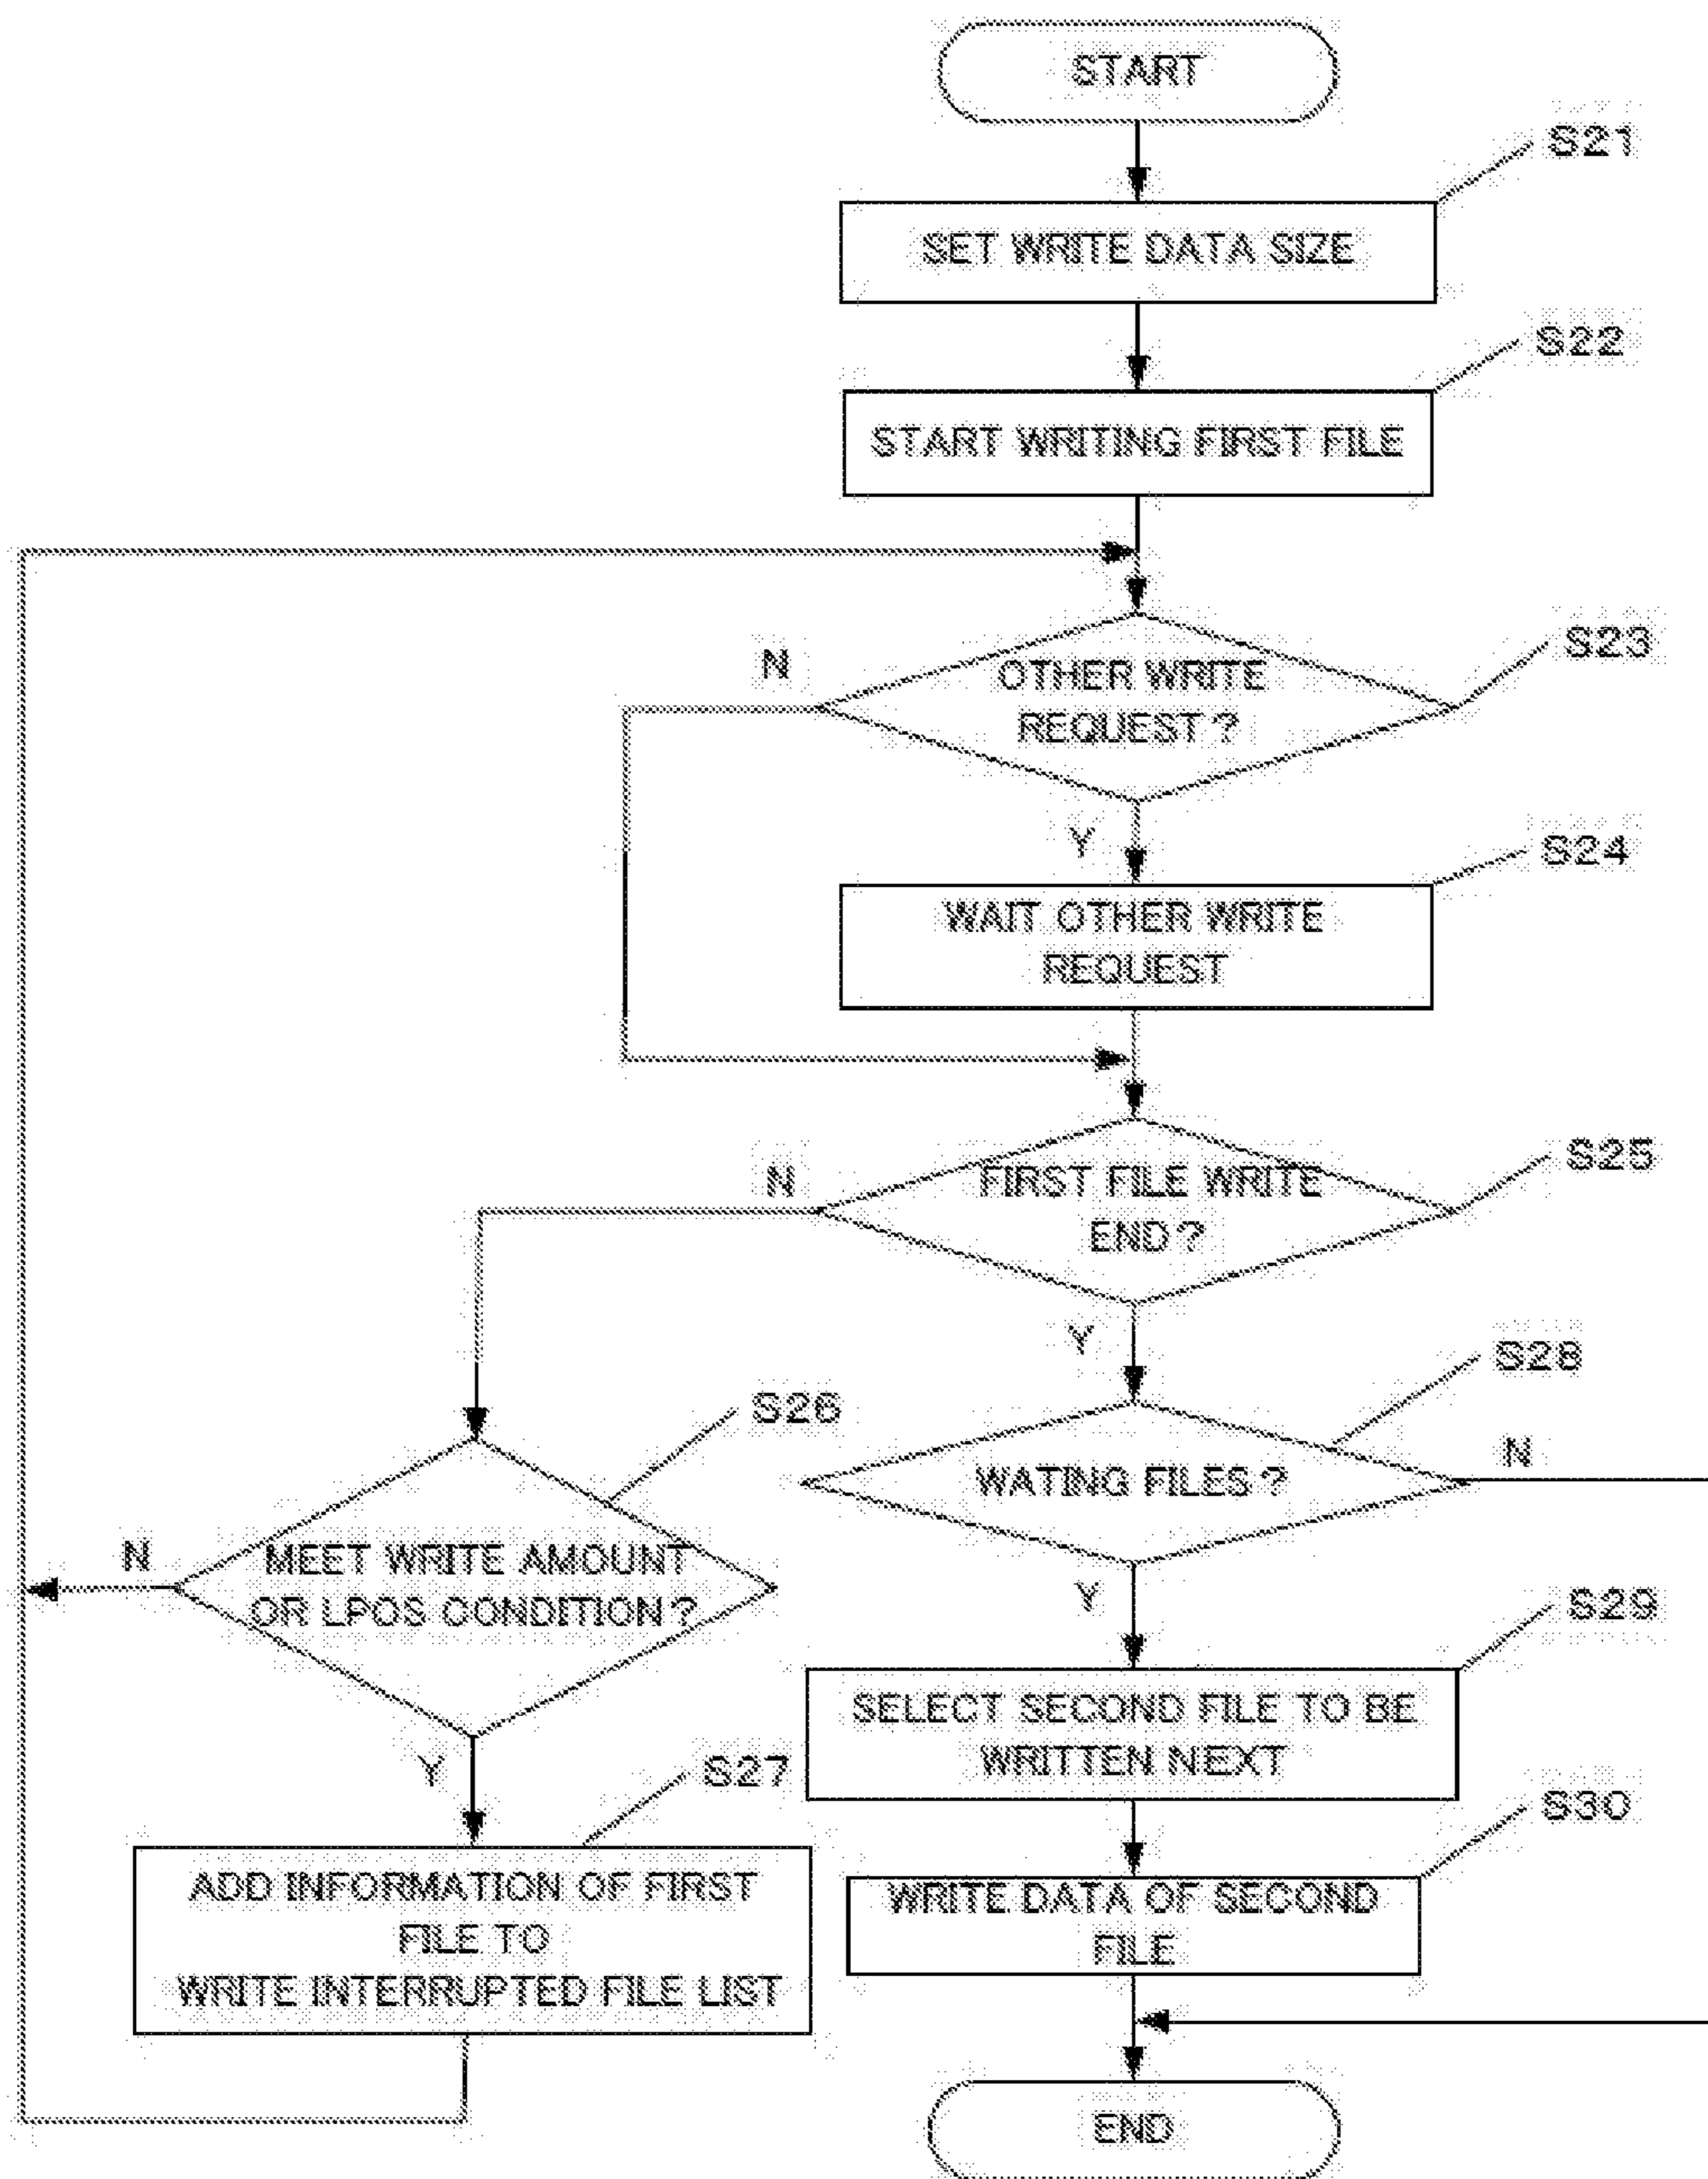 START
S21
SET WRITE DATA SIZE
S22
START WRITING FIRST FILE
S23
N
OTHER WRITE
REQUEST?
Y
S24
WAIT OTHER WRITE
REQUEST
S25
N
FIRST FILE WRITE
END?
Y
S28
S26
WATING FILES?
N
N
MEET WRITE AMOUNT
OR LPOS CONDITION?
Y
S29
SELECT SECOND FILE TO BE
WRITTEN NEXT
Y
S27
S30
ADD INFORMATION OF FIRST
FILE TO
WRITE INTERRUPTED FILE LIST
WRITE DATA OF SECOND
FILE
END